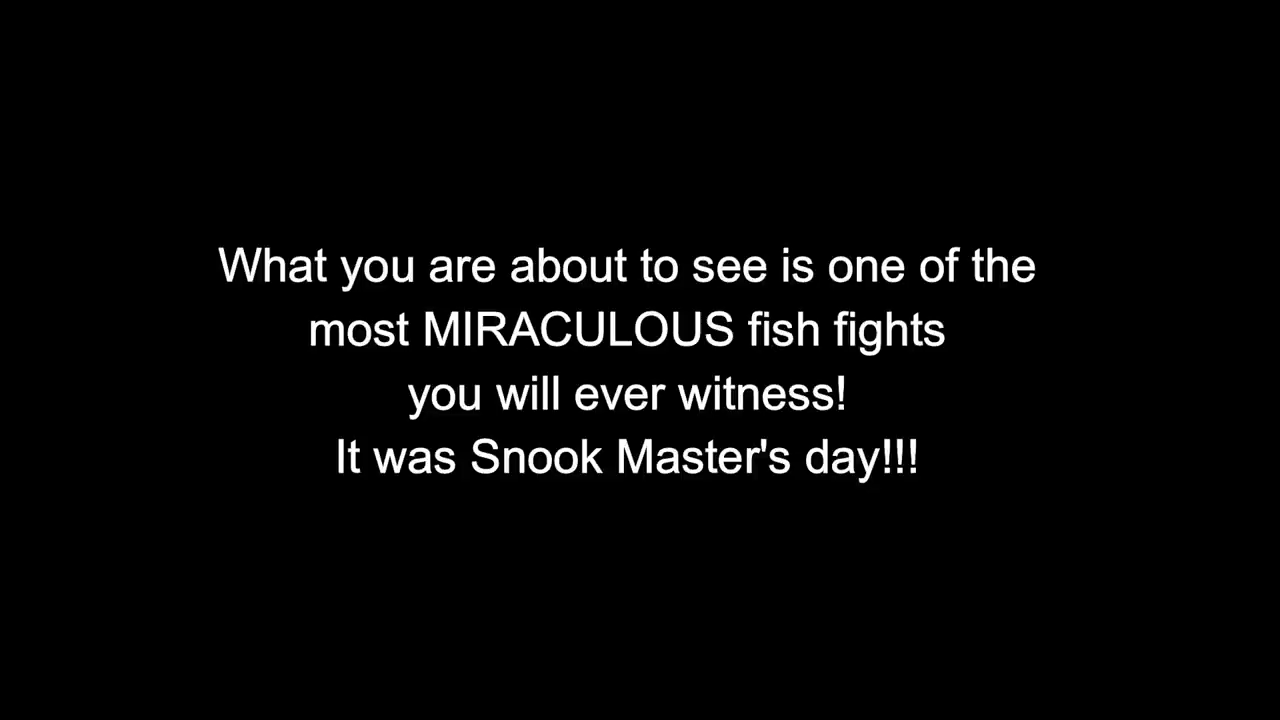 What you are about to see is one of the
most MIRACULOUS fish fights
you will ever witness!
It was Snook Master's day!!!